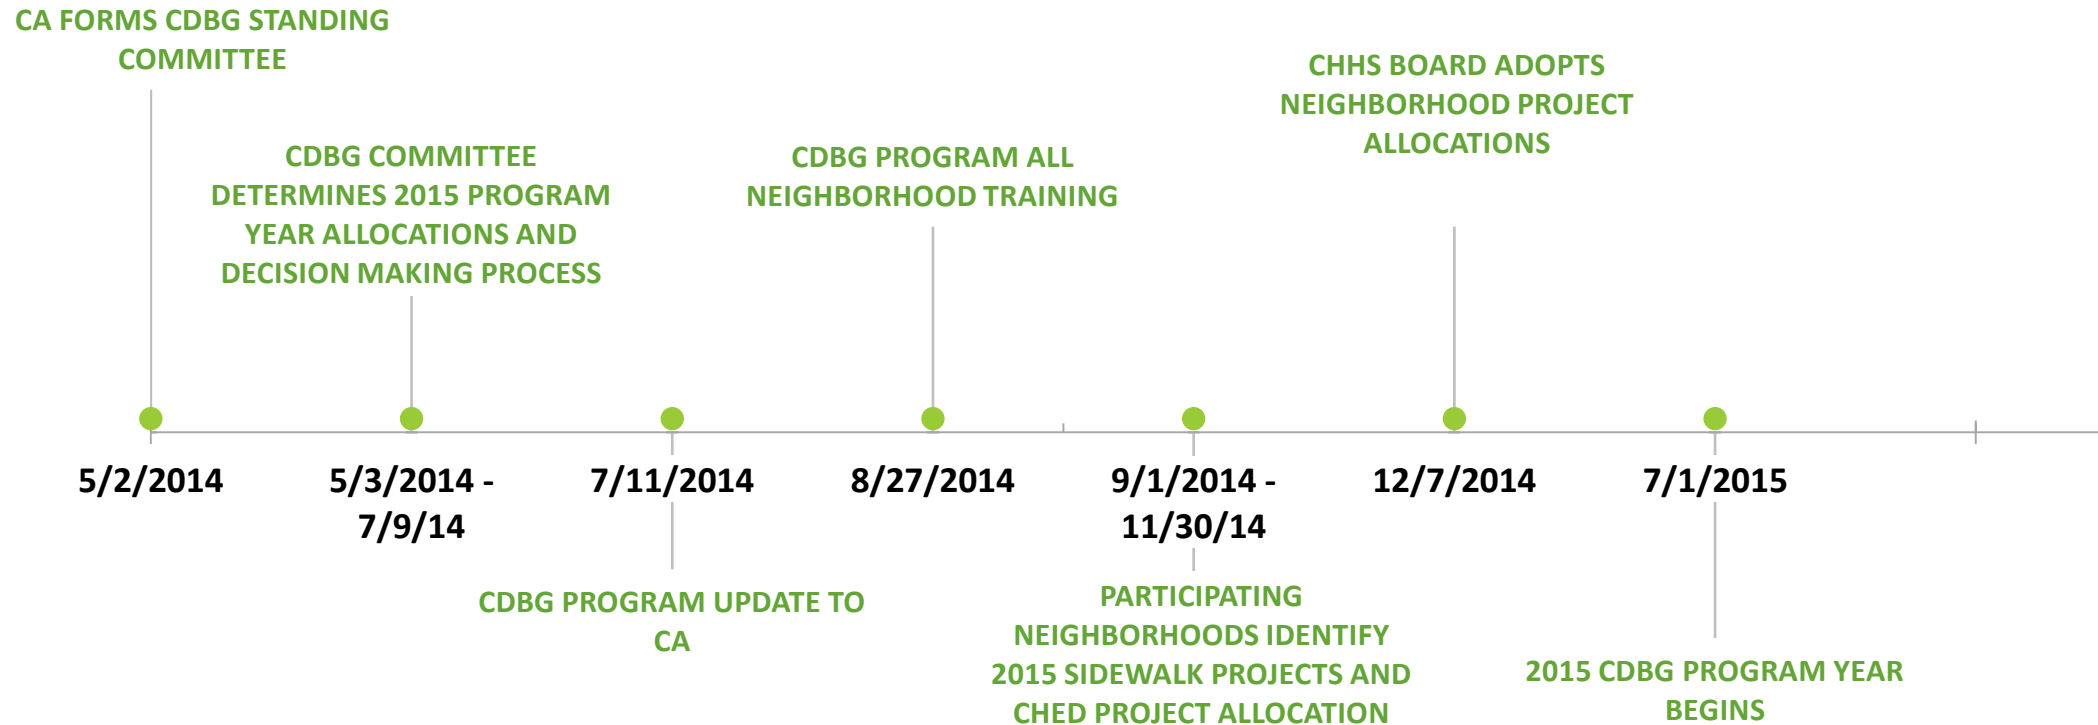 CA FORMS CDBG STANDING
COMMITTEE
CDBG COMMITTEE
DETERMINES 2015 PROGRAM
YEAR ALLOCATIONS AND
DECISION MAKING PROCESS
CDBG PROGRAM ALL
NEIGHBORHOOD TRAINING
CHHS BOARD ADOPTS
NEIGHBORHOOD PROJECT
ALLOCATIONS
5/2/2014
5/3/2014 -
7/9/14
7/11/2014
8/27/2014
9/1/2014 -
11/30/14
12/7/2014
7/1/2015
CDBG PROGRAM UPDATE TO
CA
PARTICIPATING
NEIGHBORHOODS IDENTIFY
2015 SIDEWALK PROJECTS AND
CHED PROJECT ALLOCATION
2015 CDBG PROGRAM YEAR
BEGINS